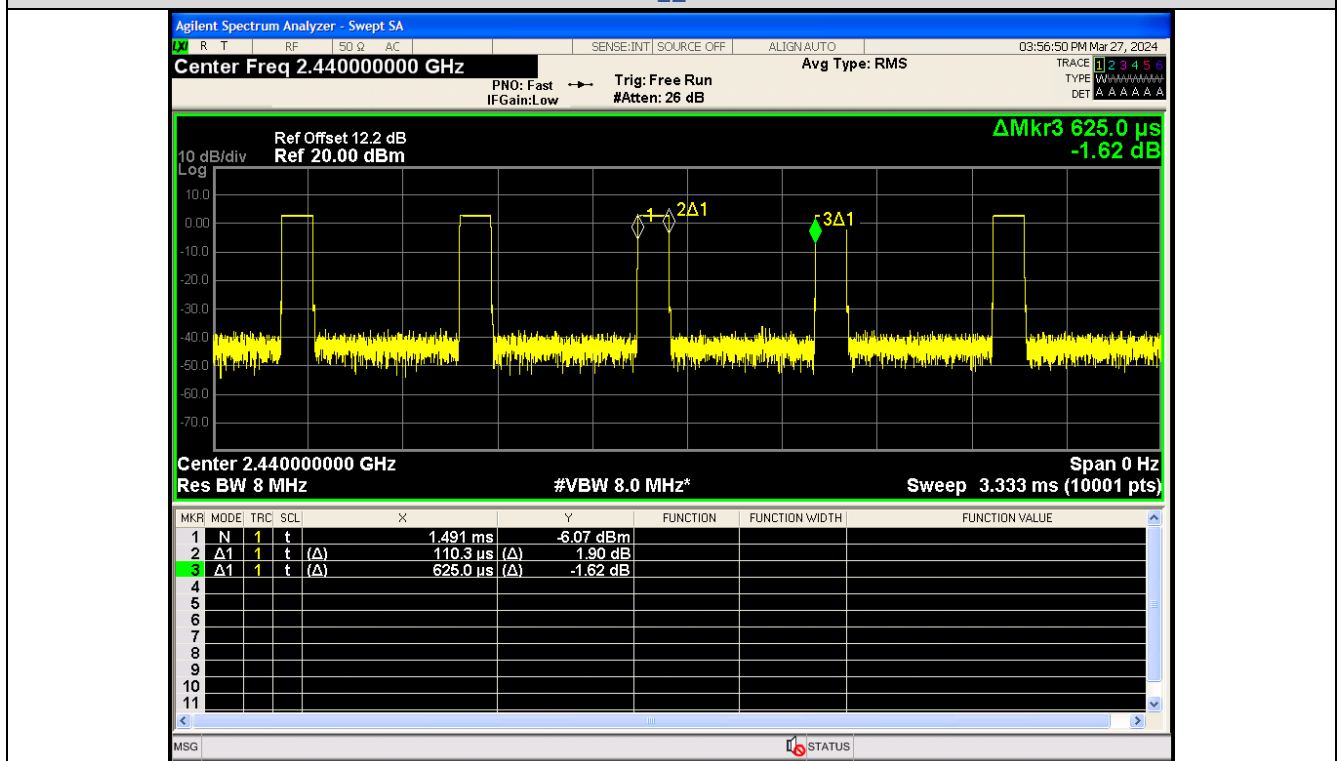 Agilent Spectrum Analyzer - Swept SA
LXI R T RF 50 Ω AC SENSE:INT SOURCE OFF ALIGN AUTO 03:56:50 PM Mar 27, 2024
Center Freq 2.440000000 GHz Avg Type: RMS TRACE 1 2 3 4 5 6
PNO: Fast Trig: Free Run TYPE W
IFGain:Low #Atten: 26 dB DET A A A A A A
ΔMkr3 625.0 µs
Ref Offset 12.2 dB
10 dB/div Ref 20.00 dBm -1.62 dB
Log
10.0
0.00
-10.0
-20.0
-30.0
-40.0
-50.0
-60.0
-70.0
1 2Δ1 3Δ1
Center 2.440000000 GHz Span 0 Hz
Res BW 8 MHz #VBW 8.0 MHz* Sweep 3.333 ms (10001 pts)
MKR MODE TRC SCL X Y FUNCTION FUNCTION WIDTH FUNCTION VALUE
1 N 1 t 1.491 ms -6.07 dBm
2 Δ1 1 t (Δ) 110.3 µs (Δ) 1.90 dB
3 Δ1 1 t (Δ) 625.0 µs (Δ) -1.62 dB
4
5
6
7
8
9
10
11
MSG STATUS